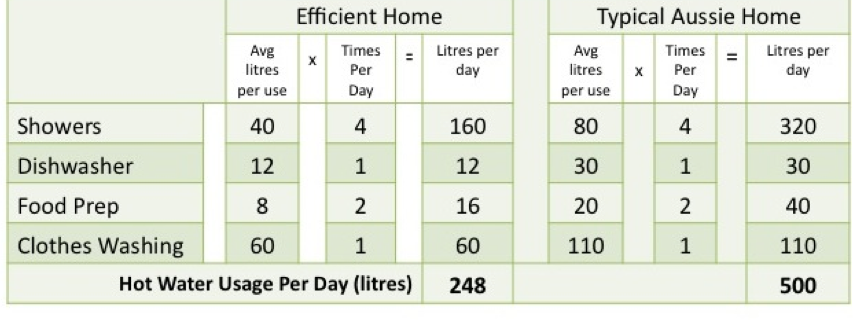 Efficient Home Typical Aussie Home
Avg litres per use x Times Per Day = Litres per day Avg litres per use x Times Per Day = Litres per day
Showers 40 4 160 80 4 320
Dishwasher 12 1 12 30 1 30
Food Prep 8 2 16 20 2 40
Clothes Washing 60 1 60 110 1 110
Hot Water Usage Per Day (litres) 248 500